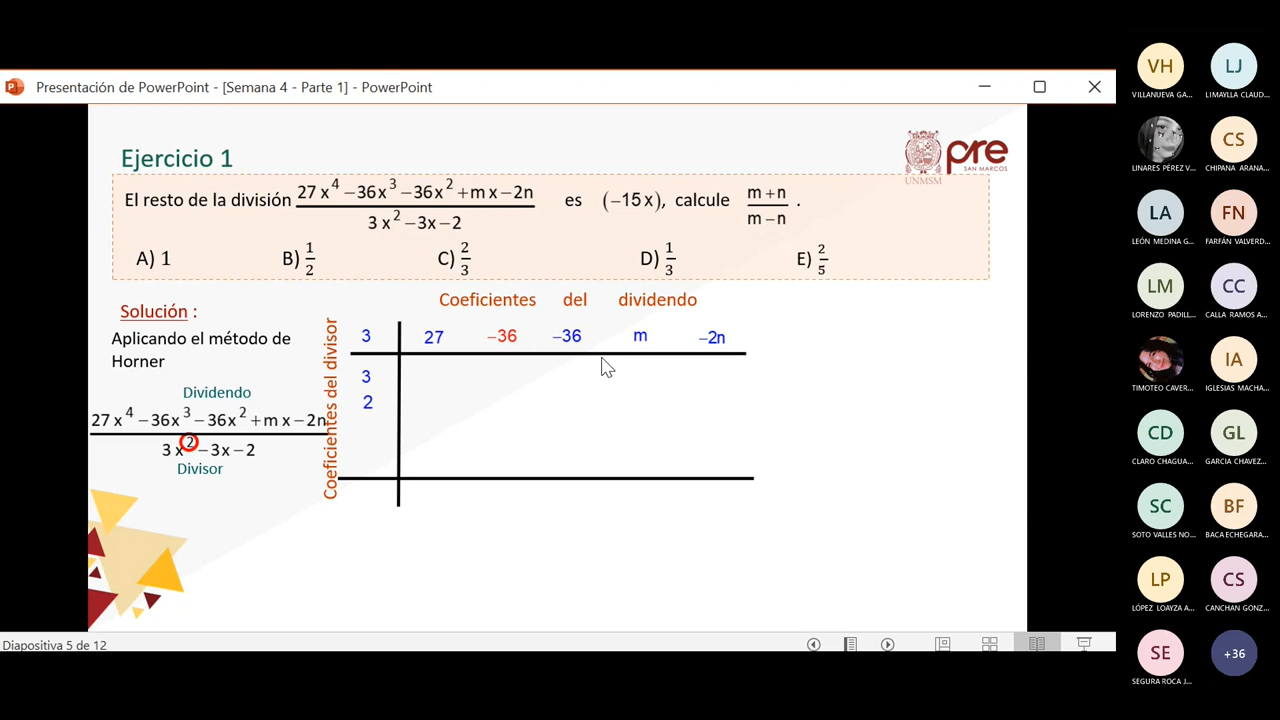 Presentación de PowerPoint - [Semana 4 - Parte 1] - PowerPoint
Ejercicio 1
UNMSM
pre
SAN MARCOS
El resto de la división (27x⁴ −36x³ −36x² + mx −2n) / (3x² −3x −2) es (−15x), calcule (m + n) / (m − n) .
A) 1 B) 1/2 C) 2/3 D) 1/3 E) 2/5
Solución :
Aplicando el método de
Horner
Dividendo
27x⁴ −36x³ −36x² + mx −2n
3x² −3x −2
Divisor
Coeficientes del dividendo
Coeficientes del divisor
3 27 −36 −36 m −2n
3
2
Diapositiva 5 de 12
VH LJ
VILLANUEVA GA... LIMAYLLA CLAUD...
CS
LINARES PÉREZ V... CHIPANA ARANA...
LA FN
LEÓN MEDINA G... FARFÁN VALVERD...
LM CC
LORENZO PADILL... CALLA RAMOS A...
IA
TIMOTEO CAVER... IGLESIAS MACHA...
CD GL
CLARO CHAGUA... GARCIA CHAVEZ...
SC BF
SOTO VALLES NO... BACA ECHEGARA...
LP CS
LÓPEZ LOAYZA A... CANCHAN GONZ...
SE +36
SEGURA ROCA J...